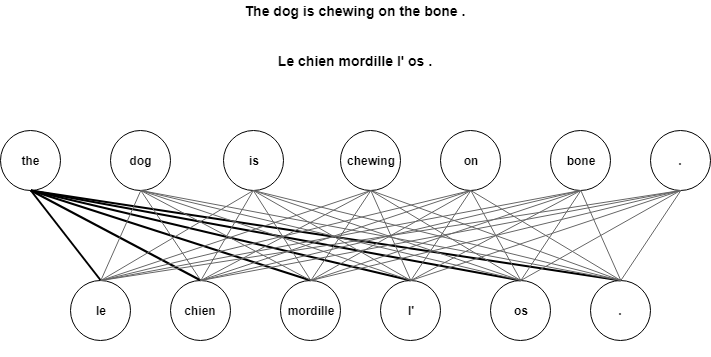 The dog is chewing on the bone .
Le chien mordille l' os .
the dog is chewing on bone .
le chien mordille l' os .